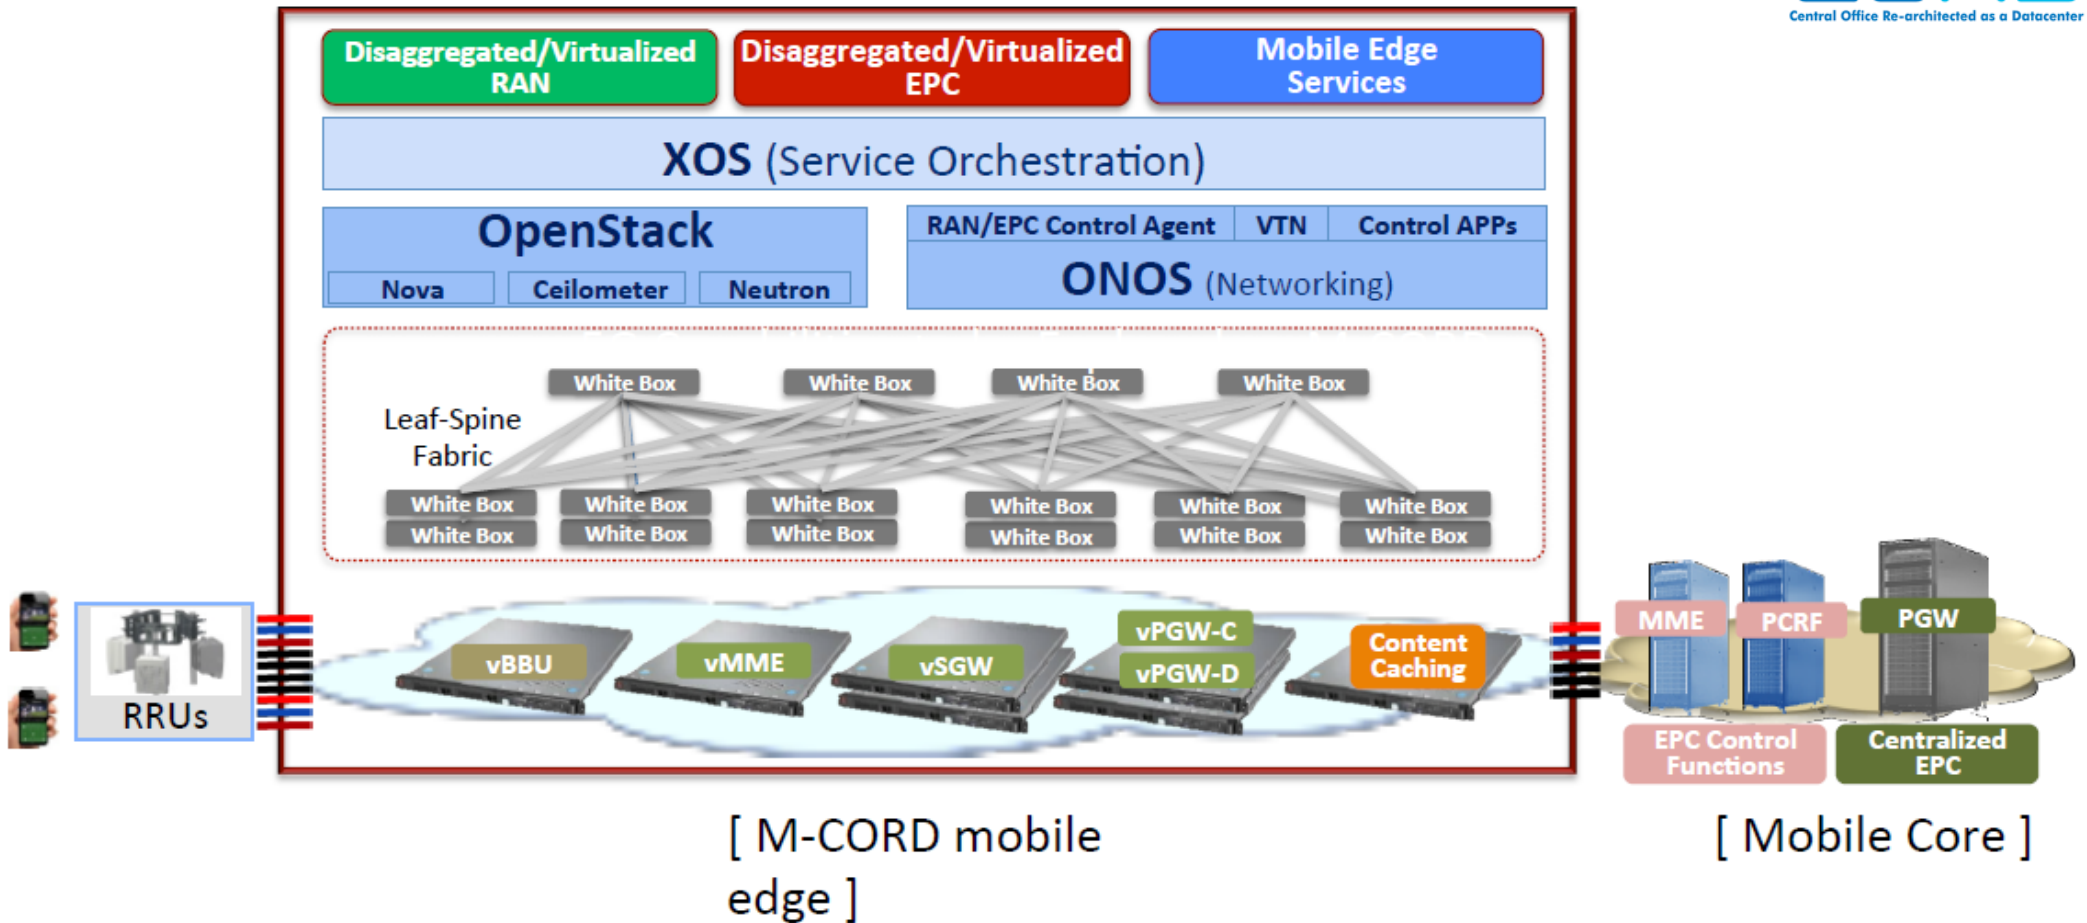 Central Office Re-architected as a Datacenter
Disaggregated/Virtualized
RAN
Disaggregated/Virtualized
EPC
Mobile Edge
Services
XOS (Service Orchestration)
OpenStack
Nova
Ceilometer
Neutron
RAN/EPC Control Agent
VTN
Control APPs
ONOS (Networking)
White Box
White Box
White Box
White Box
Leaf-Spine
Fabric
White Box
White Box
White Box
White Box
White Box
White Box
White Box
White Box
White Box
White Box
White Box
White Box
RRUs
vBBU
vMME
vSGW
vPGW-C
vPGW-D
Content
Caching
MME
PCRF
PGW
EPC Control
Functions
Centralized
EPC
[ M-CORD mobile
edge ]
[ Mobile Core ]